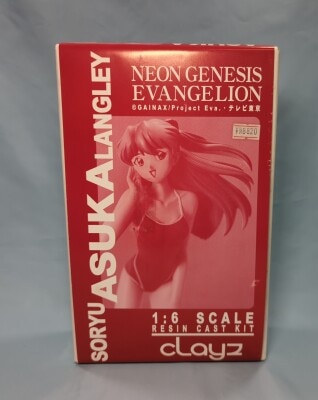 NEON GENESIS
EVANGELION
©GAINAX/Project Eva.・テレビ東京
SORYU
ASUKA
LANGLEY
1:6 SCALE
RESIN CAST KIT
clayz